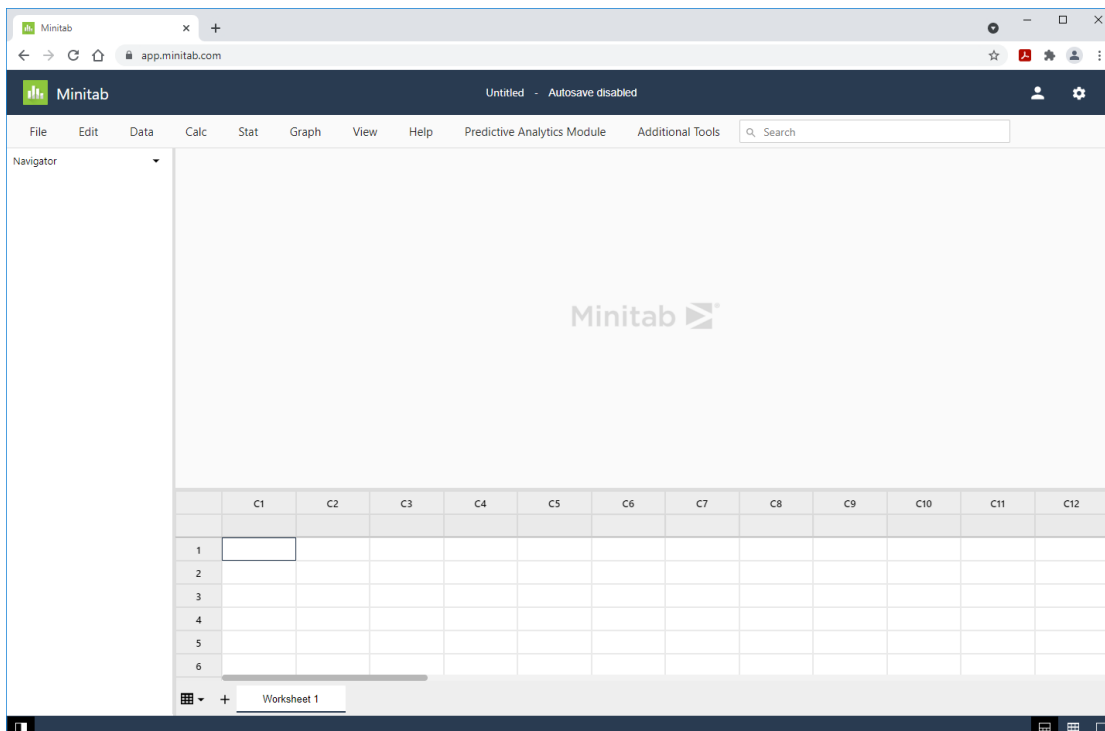 Minitab
app.minitab.com
Minitab Untitled - Autosave disabled
File Edit Data Calc Stat Graph View Help Predictive Analytics Module Additional Tools Search
Navigator
Minitab
C1 C2 C3 C4 C5 C6 C7 C8 C9 C10 C11 C12
1
2
3
4
5
6
Worksheet 1